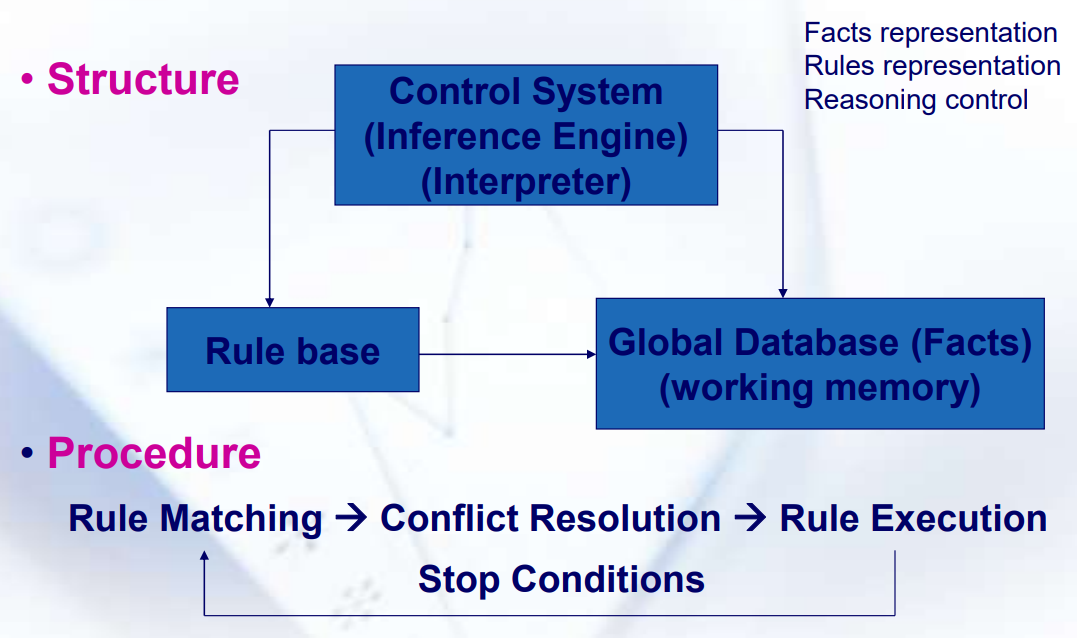 Facts representation
Rules representation
Reasoning control
• Structure
Control System
(Inference Engine)
(Interpreter)
Rule base
Global Database (Facts)
(working memory)
• Procedure
Rule Matching → Conflict Resolution → Rule Execution
Stop Conditions